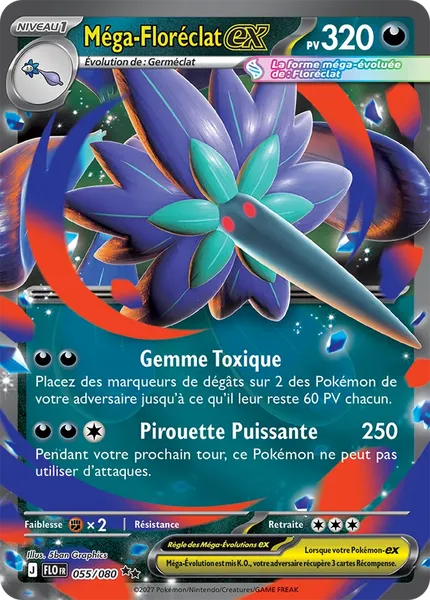 NIVEAU 1
Méga-Floréclat ex PV 320
Évolution de : Germéclat
La forme méga-évoluée
de : Floréclat
Gemme Toxique
Placez des marqueurs de dégâts sur 2 des Pokémon de
votre adversaire jusqu'à ce qu'il leur reste 60 PV chacun.
Pirouette Puissante 250
Pendant votre prochain tour, ce Pokémon ne peut pas
utiliser d'attaques.
Faiblesse ×2 Résistance Retraite
Illus. 5ban Graphics
J FLO FR 055/080 ★★
Règle des Méga-Évolutions ex
Lorsque votre Pokémon-ex
Méga-Évolution est mis K.O., votre adversaire récupère 3 cartes Récompense.
©2027 Pokémon/Nintendo/Creatures/GAME FREAK